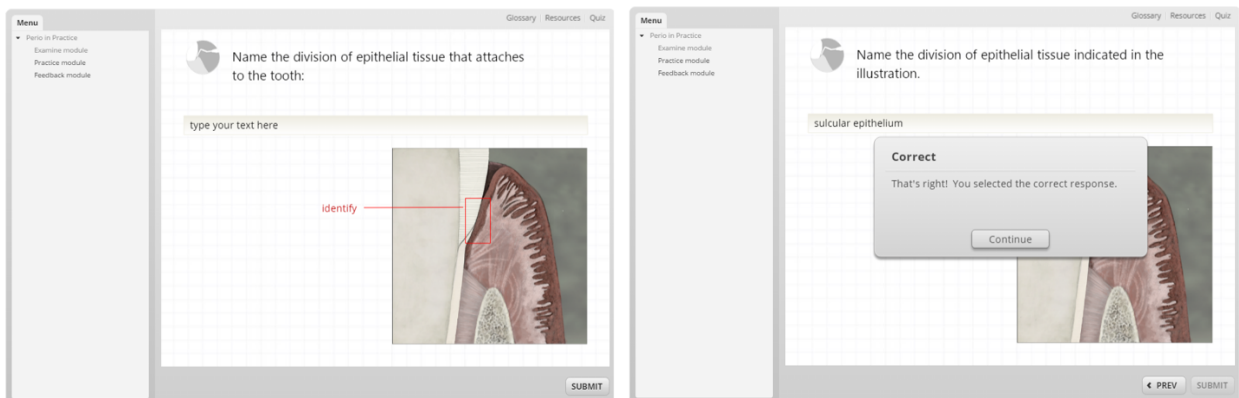 Menu
Glossary Resources Quiz
Perio in Practice
Examine module
Practice module
Feedback module
Name the division of epithelial tissue that attaches
to the tooth:
type your text here
identify
SUBMIT
Menu
Glossary Resources Quiz
Perio in Practice
Examine module
Practice module
Feedback module
Name the division of epithelial tissue indicated in the
illustration.
sulcular epithelium
Correct
That's right! You selected the correct response.
Continue
PREV SUBMIT